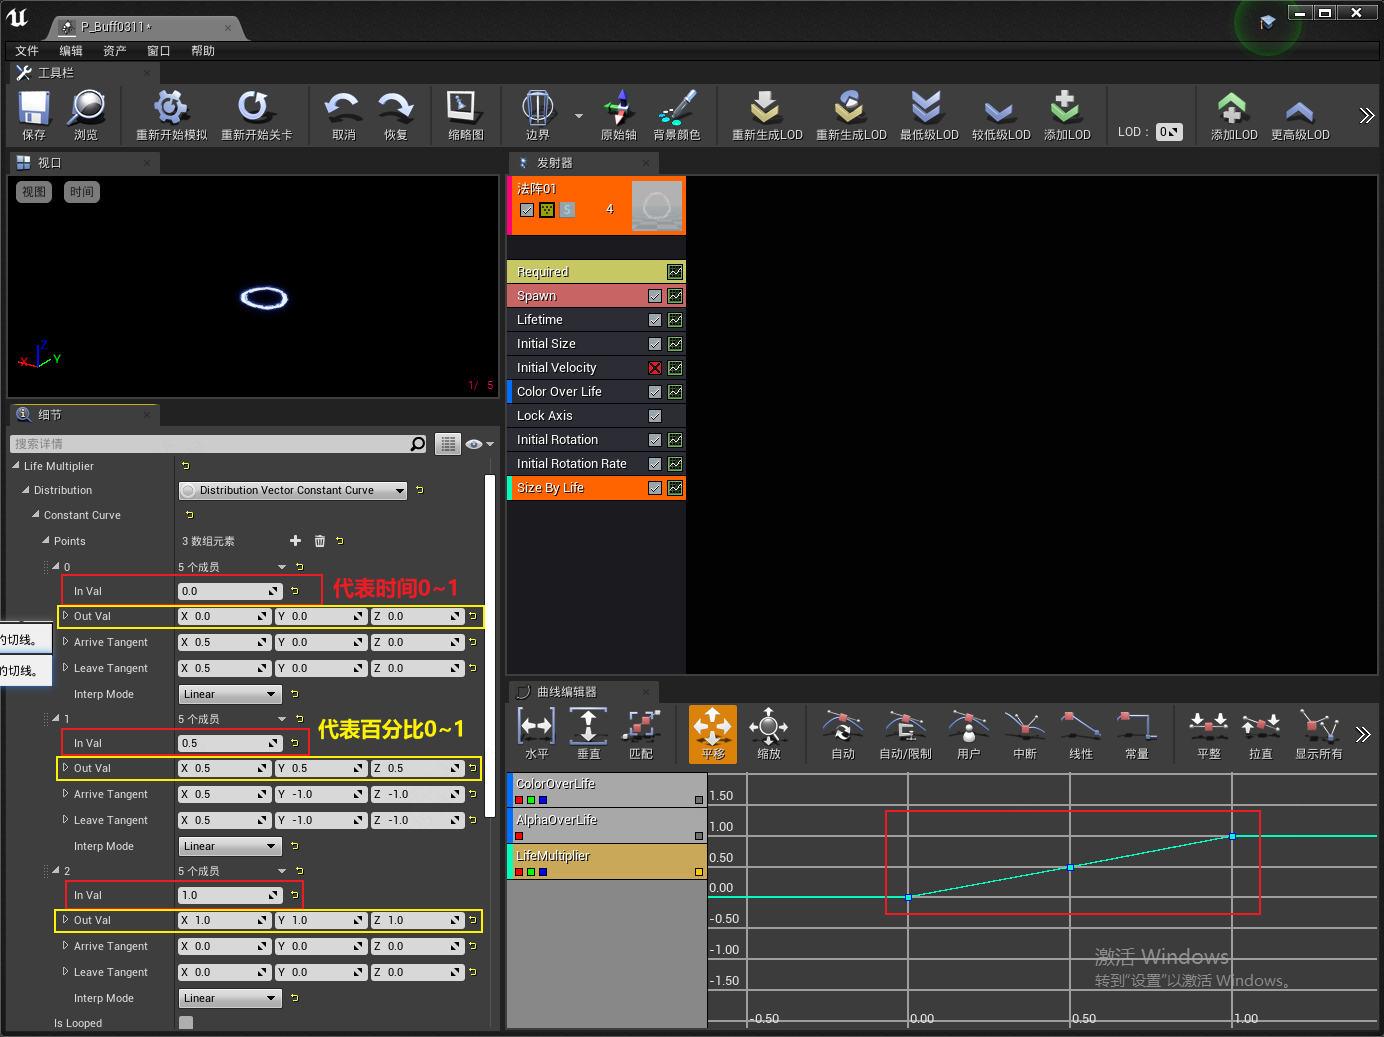 P_Buff0311*
文件 编辑 资产 窗口 帮助
工具栏
保存 浏览 重新开始模拟 重新开始关卡 取消 恢复 缩略图 边界 原始轴 背景颜色 重新生成LOD 重新生成LOD 最低级LOD 较低级LOD 添加LOD LOD : 0 添加LOD 更高级LOD
视口
视图 时间
Z
X Y
1/ 5
发射器
法阵01
S 4
Required
Spawn
Lifetime
Initial Size
Initial Velocity
Color Over Life
Lock Axis
Initial Rotation
Initial Rotation Rate
Size By Life
细节
搜索详情
Life Multiplier
Distribution Distribution Vector Constant Curve
Constant Curve
Points 3 数组元素
0 5 个成员
In Val 0.0 代表时间0~1
Out Val X 0.0 Y 0.0 Z 0.0
的切线。
Arrive Tangent X 0.5 Y 0.0 Z 0.0
的切线。
Leave Tangent X 0.5 Y 0.0 Z 0.0
Interp Mode Linear
1 5 个成员 代表百分比0~1
In Val 0.5
Out Val X 0.5 Y 0.5 Z 0.5
Arrive Tangent X 0.5 Y -1.0 Z -1.0
Leave Tangent X 0.5 Y -1.0 Z -1.0
Interp Mode Linear
2 5 个成员
In Val 1.0
Out Val X 1.0 Y 1.0 Z 1.0
Arrive Tangent X 0.0 Y 0.0 Z 0.0
Leave Tangent X 0.0 Y 0.0 Z 0.0
Interp Mode Linear
Is Looped
曲线编辑器
水平 垂直 匹配 平移 缩放 自动 自动/限制 用户 中断 线性 常量 平整 拉直 显示所有
ColorOverLife
AlphaOverLife
LifeMultiplier
1.50
1.00
0.50
0.00
-0.50
-1.00
-1.50
-0.50 0.00 0.50 1.00
激活 Windows
转到“设置”以激活 Windows。